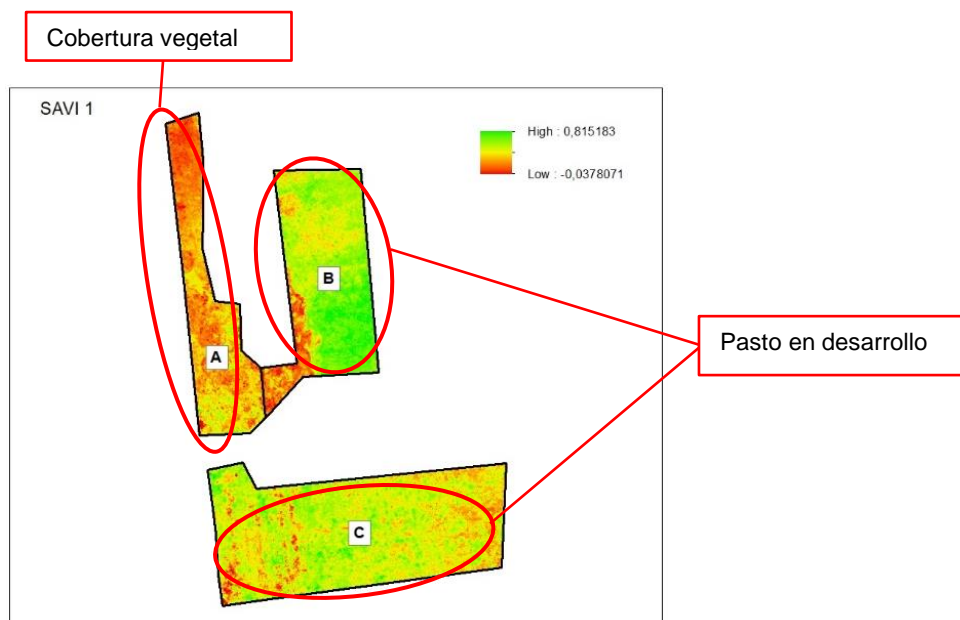 Cobertura vegetal
SAVI 1
High : 0,815183
Low : -0,0378071
B
A
Pasto en desarrollo
C